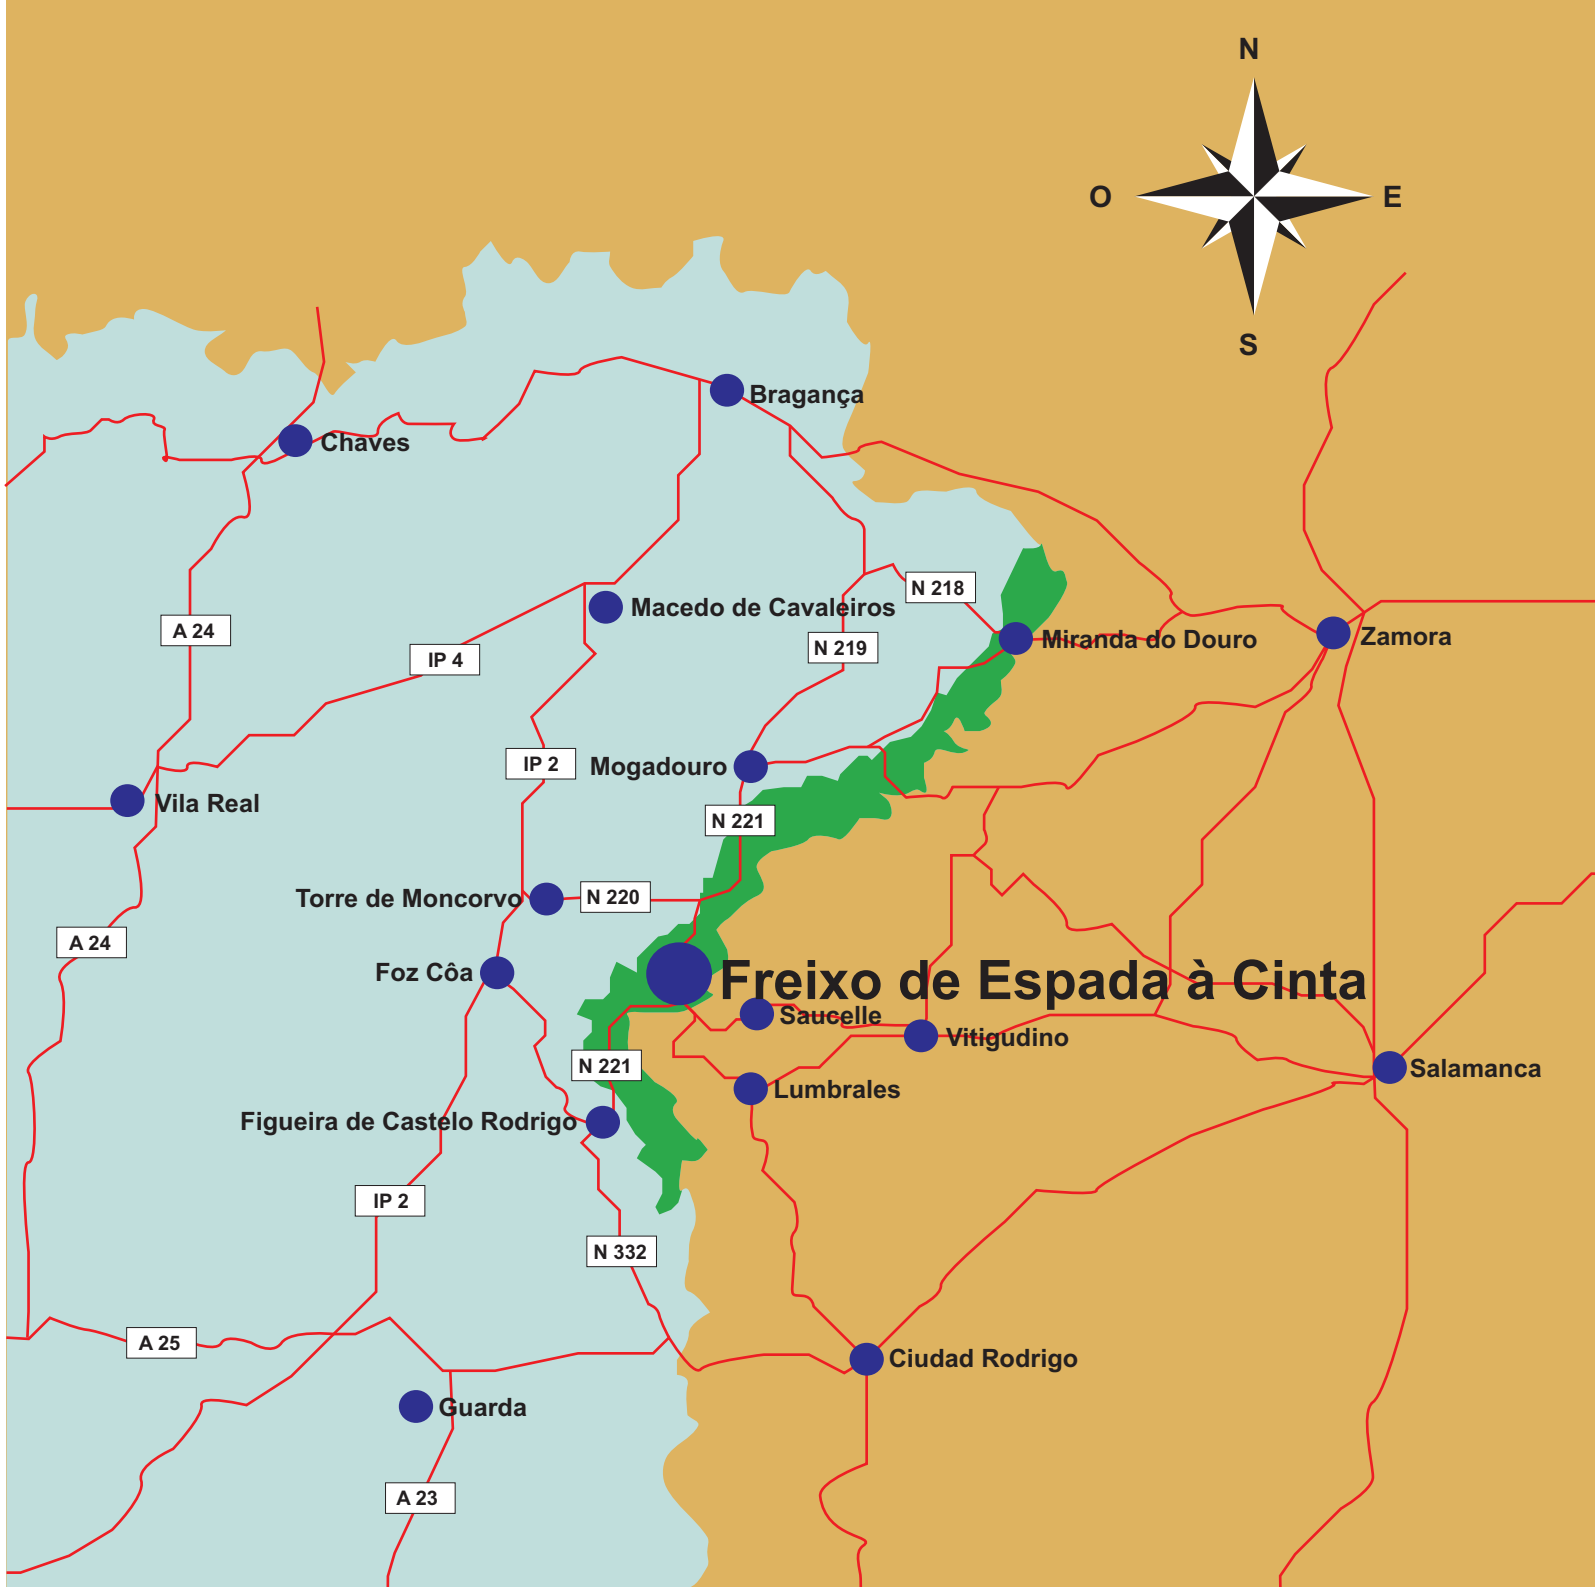 N
O
E
S
Bragança
Chaves
N 218
Macedo de Cavaleiros
A 24
Miranda do Douro
Zamora
N 219
IP 4
IP 2
Mogadouro
Vila Real
N 221
Torre de Moncorvo
N 220
A 24
Foz Côa
Freixo de Espada à Cinta
Saucelle
Vitigudino
N 221
Salamanca
Lumbrales
Figueira de Castelo Rodrigo
IP 2
N 332
A 25
Ciudad Rodrigo
Guarda
A 23